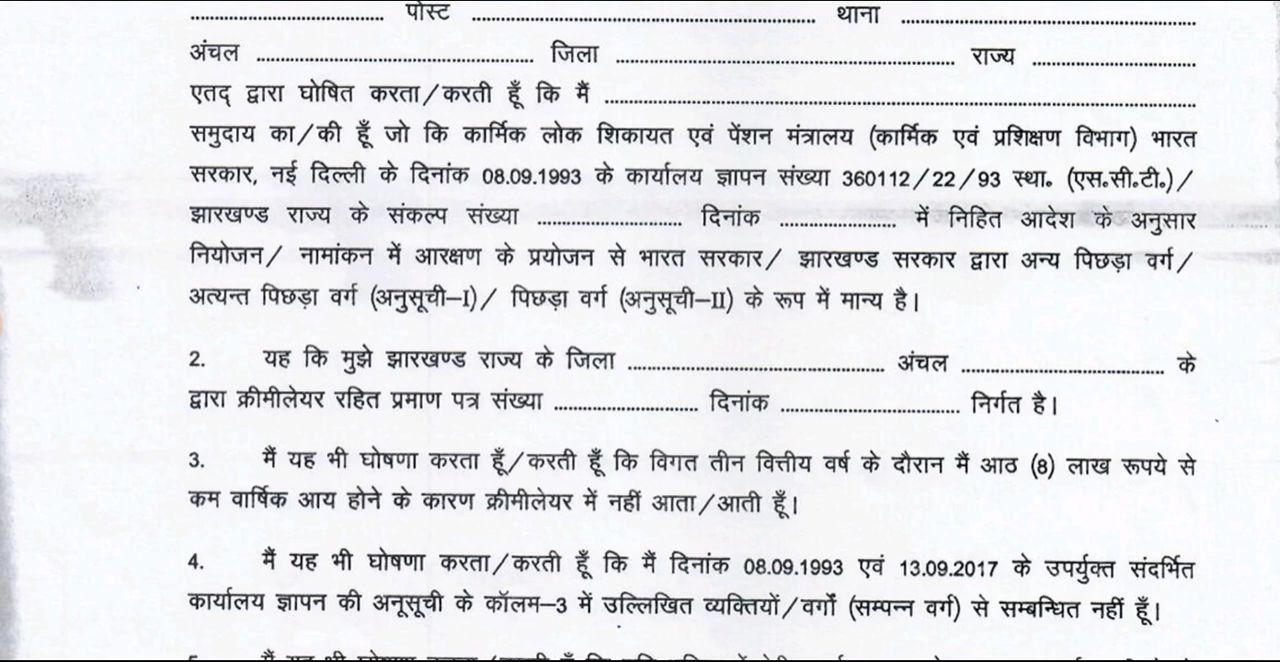 .................................. पोस्ट .............................................................. थाना .....................................................
अंचल .................................................. जिला ............................................................. राज्य .............................
एतद् द्वारा घोषित करता/करती हूँ कि मैं ..........................................................................................................
समुदाय का/की हूँ जो कि कार्मिक लोक शिकायत एवं पेंशन मंत्रालय (कार्मिक एवं प्रशिक्षण विभाग) भारत
सरकार, नई दिल्ली के दिनांक 08.09.1993 के कार्यालय ज्ञापन संख्या 360112/22/93 स्था॰ (एस॰सी॰टी॰)/
झारखण्ड राज्य के संकल्प संख्या .......................... दिनांक ..................... में निहित आदेश के अनुसार
नियोजन/ नामांकन में आरक्षण के प्रयोजन से भारत सरकार/ झारखण्ड सरकार द्वारा अन्य पिछड़ा वर्ग/
अत्यन्त पिछड़ा वर्ग (अनुसूची–I)/ पिछड़ा वर्ग (अनुसूची–II) के रूप में मान्य है।
2. यह कि मुझे झारखण्ड राज्य के जिला .............................................. अंचल .......................................... के
द्वारा क्रीमीलेयर रहित प्रमाण पत्र संख्या .......................... दिनांक ................................ निर्गत है।
3. मैं यह भी घोषणा करता हूँ/करती हूँ कि विगत तीन वित्तीय वर्ष के दौरान मैं आठ (8) लाख रूपये से
कम वार्षिक आय होने के कारण क्रीमीलेयर में नहीं आता/आती हूँ।
4. मैं यह भी घोषणा करता/करती हूँ कि मैं दिनांक 08.09.1993 एवं 13.09.2017 के उपर्युक्त संदर्भित
कार्यालय ज्ञापन की अनूसूची के कॉलम–3 में उल्लिखित व्यक्तियों/वर्गों (सम्पन्न वर्ग) से सम्बन्धित नहीं हूँ।